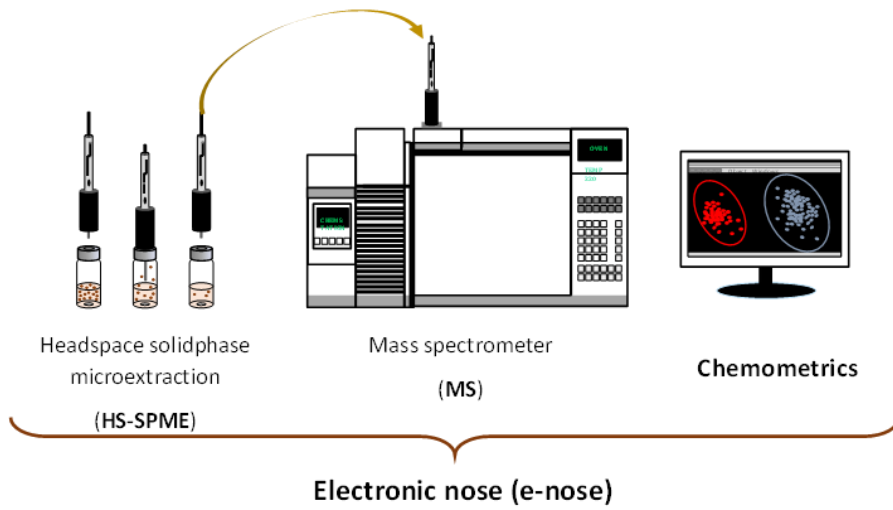 OVEN
Headspace solidphase
microextraction
(HS-SPME)
Mass spectrometer
(MS)
Chemometrics
Electronic nose (e-nose)